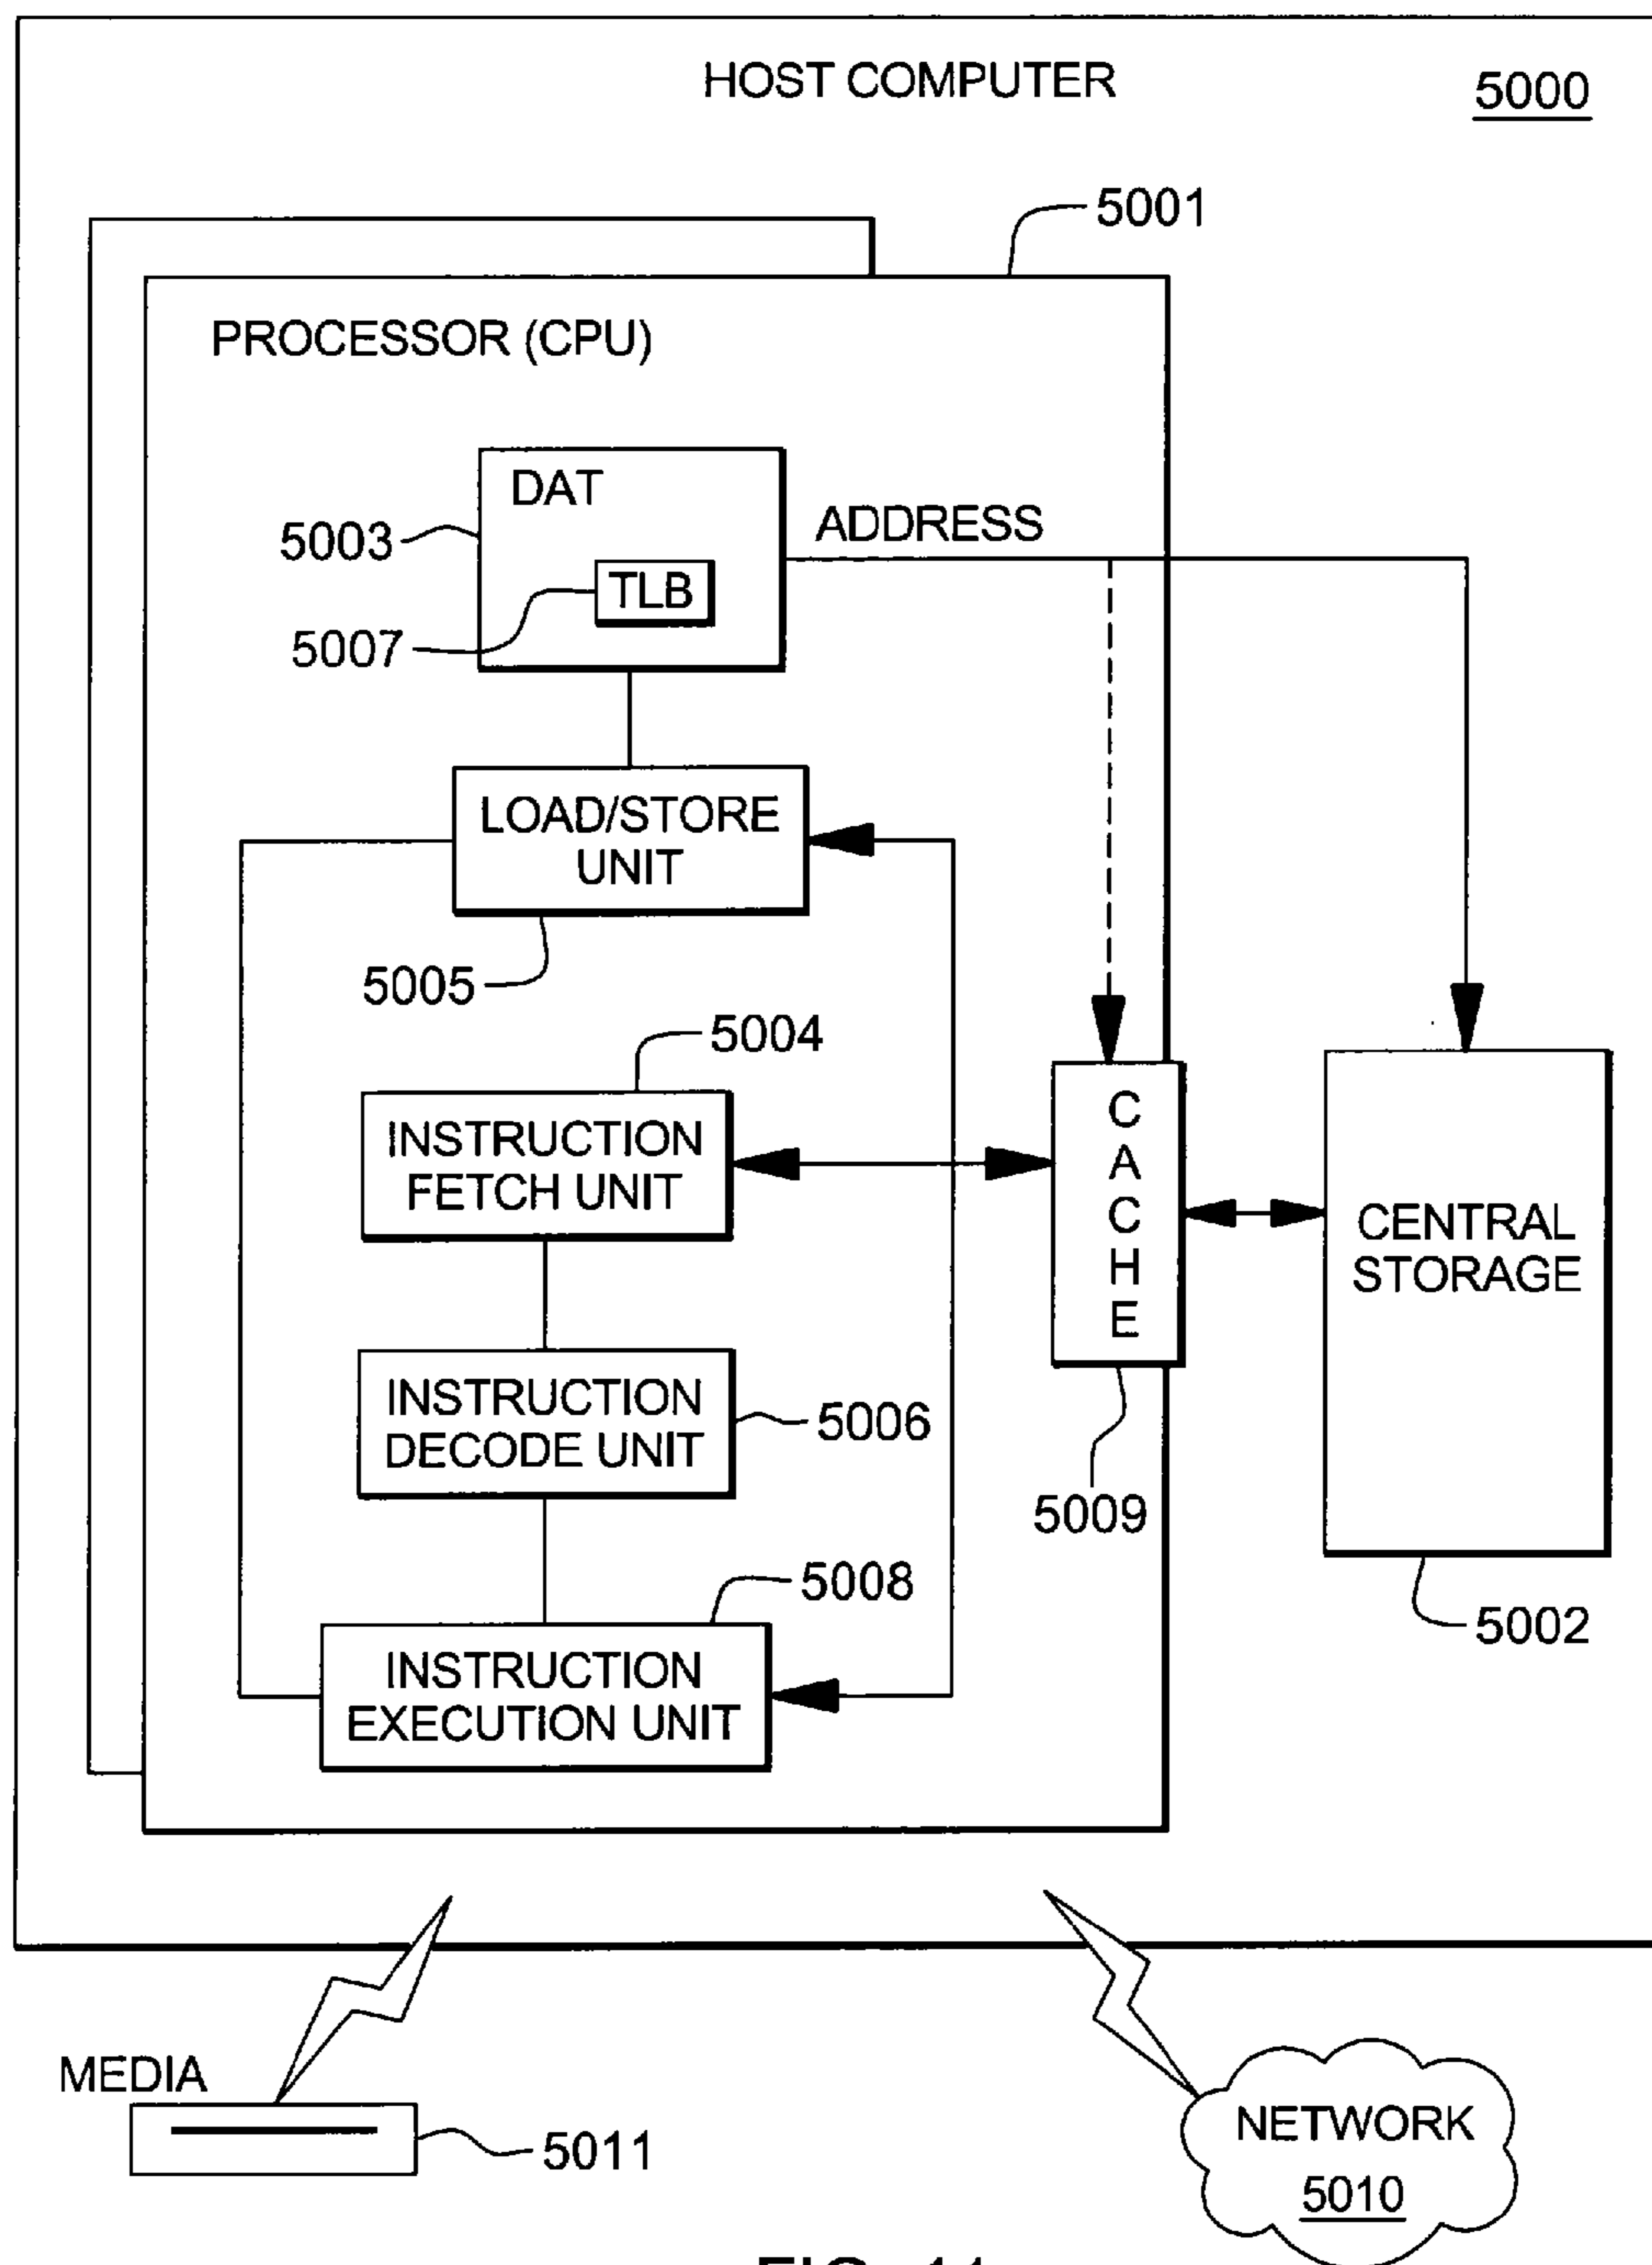 HOST COMPUTER
5000
5001
PROCESSOR (CPU)
DAT
ADDRESS
5003
TLB
5007
LOAD/STORE
UNIT
5005
5004
INSTRUCTION
FETCH UNIT
CACHE
CENTRAL
STORAGE
INSTRUCTION
DECODE UNIT
5006
5009
5008
5002
INSTRUCTION
EXECUTION UNIT
MEDIA
5011
NETWORK
5010